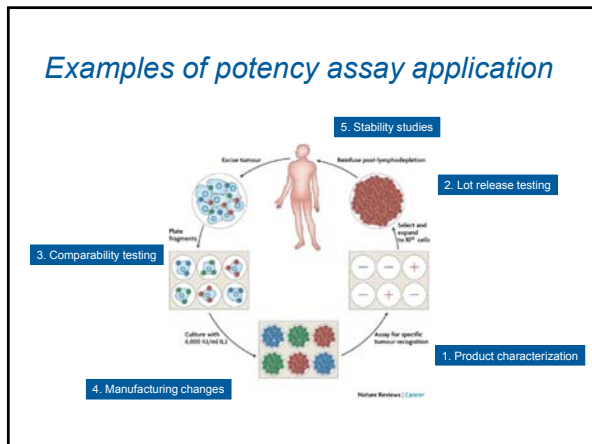 Examples of potency assay application
5. Stability studies
Excise tumour
Reinfuse post-lymphodepletion
2. Lot release testing
Plate
fragments
Select and
expand
to 10¹⁰ cells
3. Comparability testing
− − +
− + −
Culture with
6,000 IU/ml IL2
Assay for specific
tumour recognition
1. Product characterization
4. Manufacturing changes
Nature Reviews | Cancer